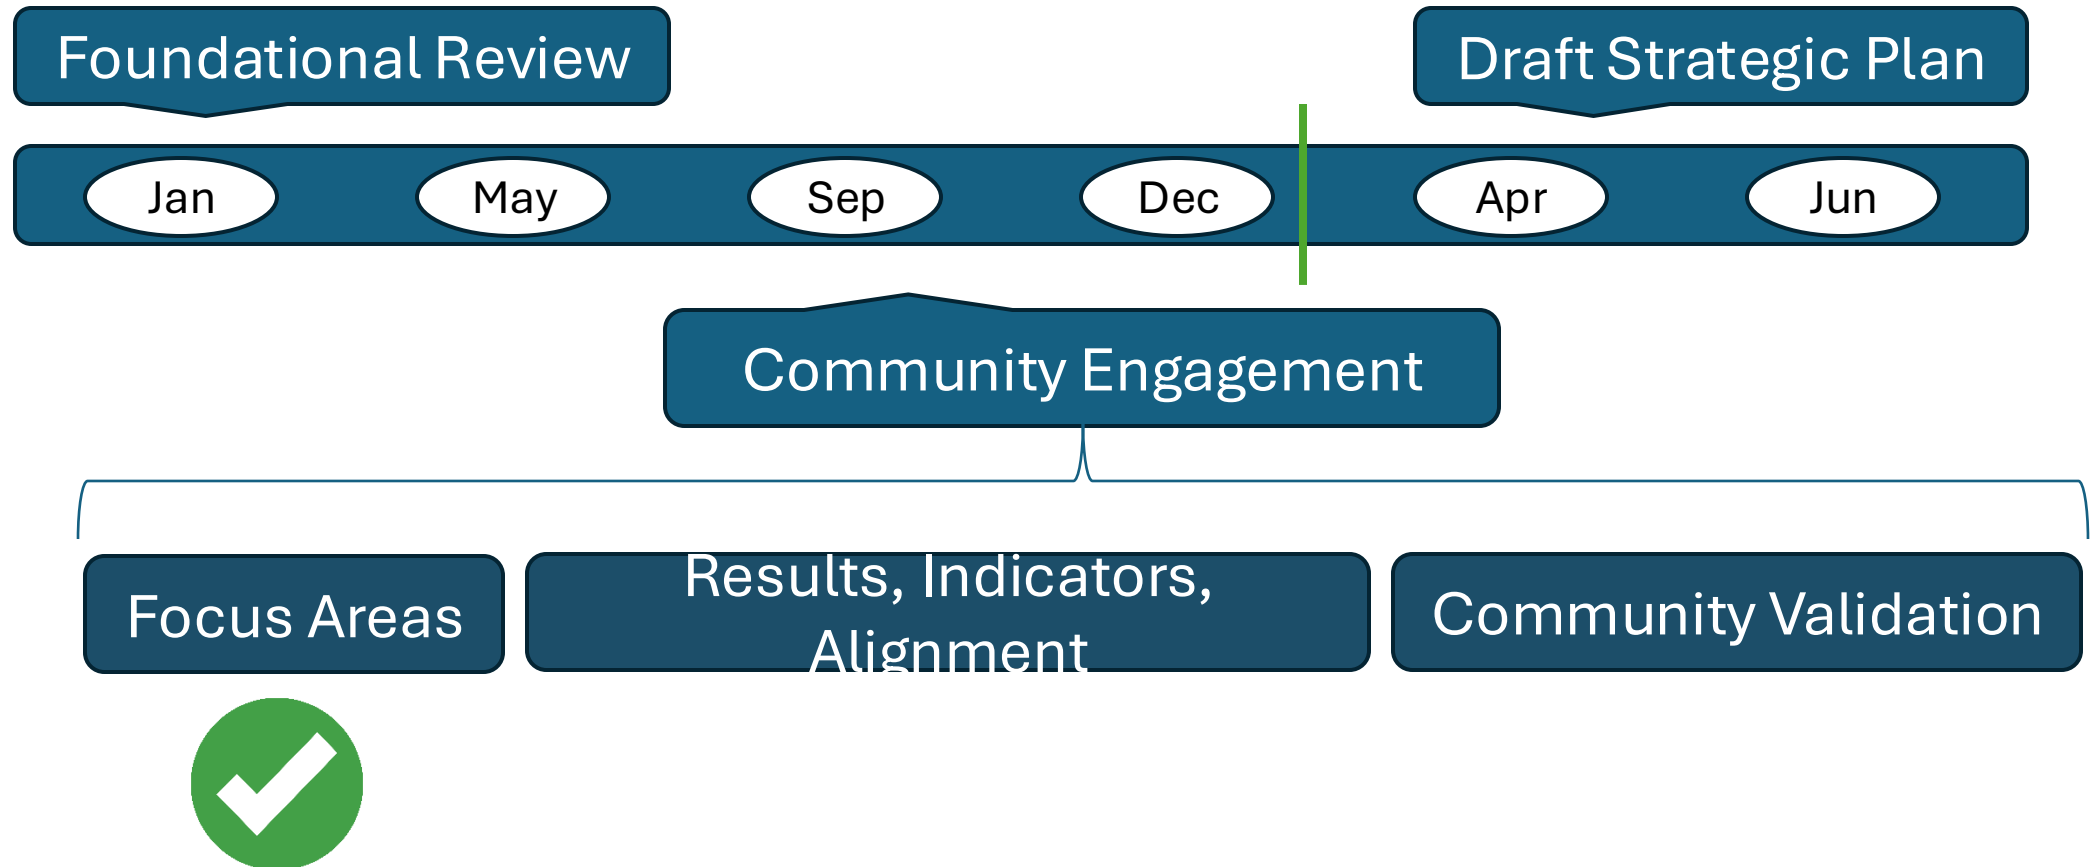 Foundational Review
Draft Strategic Plan
Jan
May
Sep
Dec
Apr
Jun
Community Engagement
Focus Areas
Results, Indicators,
Alignment
Community Validation